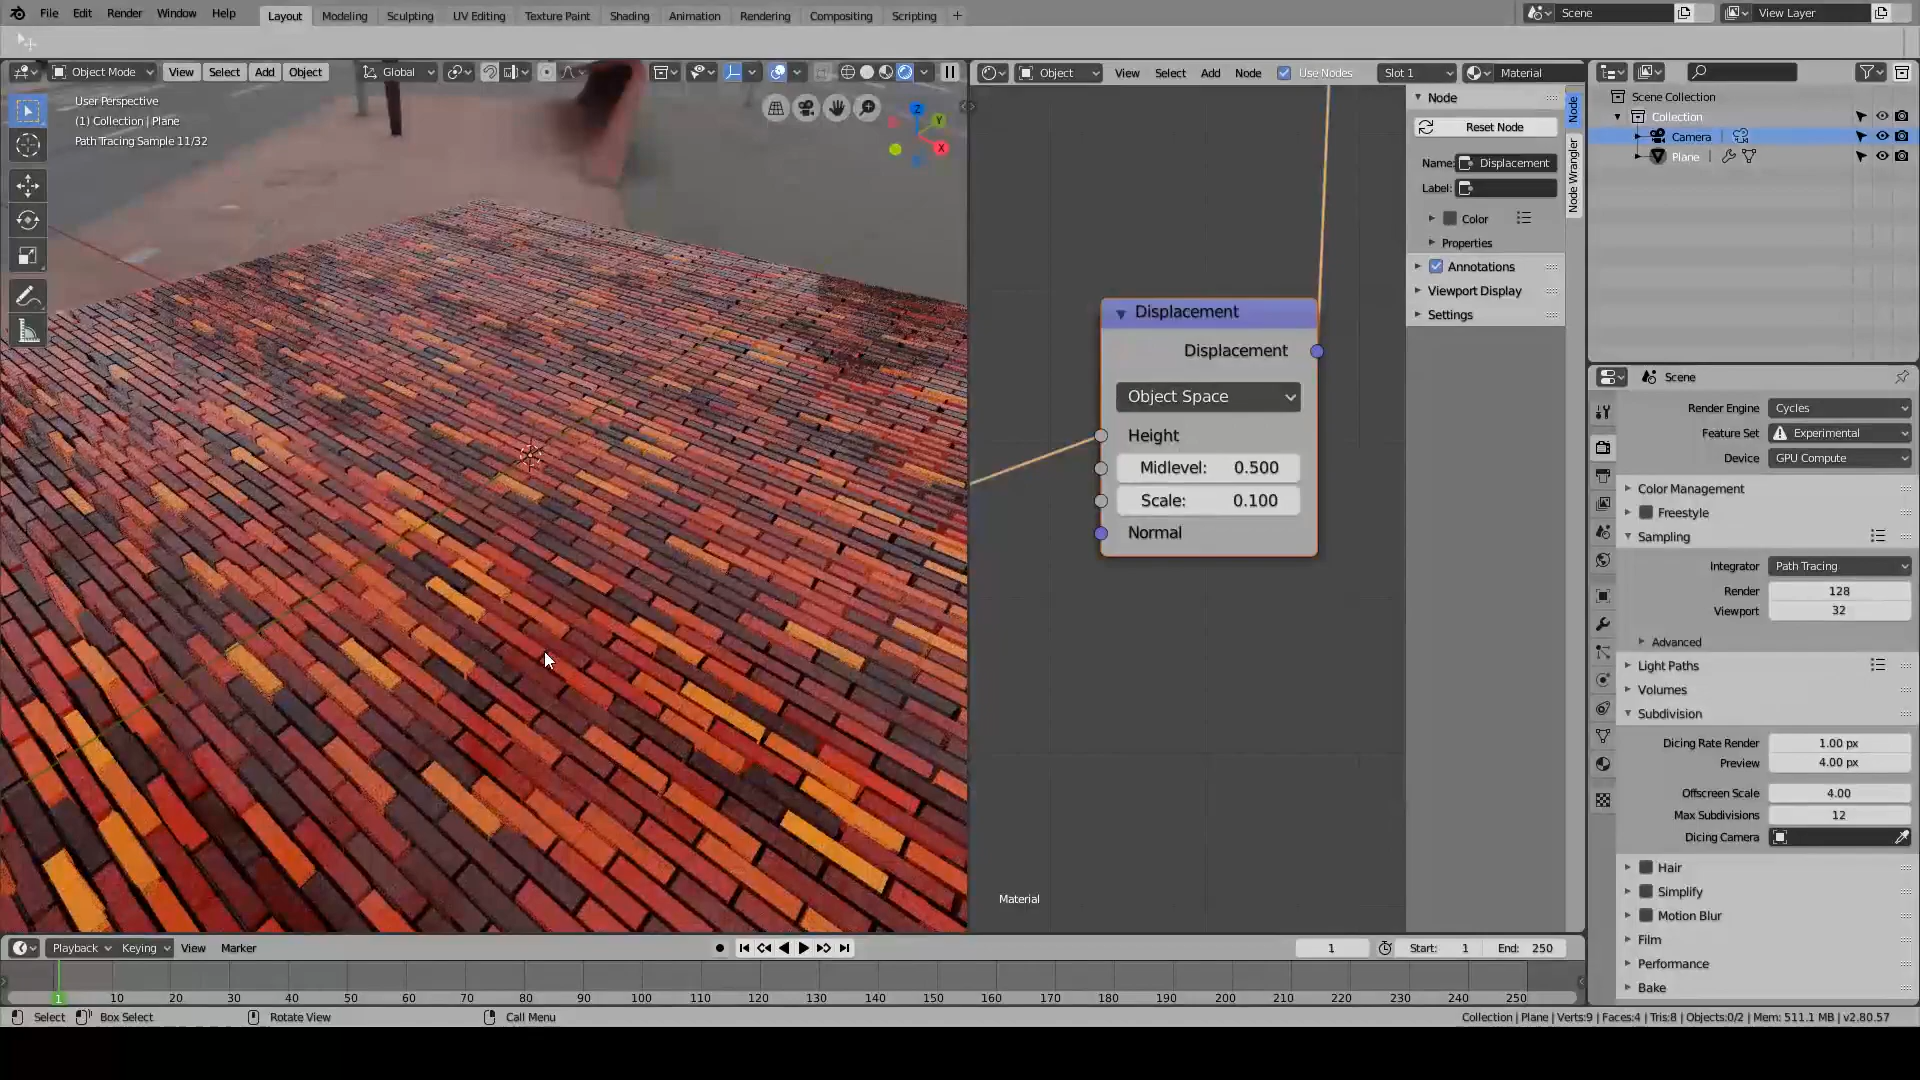 File Edit Render Window Help Layout Modeling Sculpting UV Editing Texture Paint Shading Animation Rendering Compositing Scripting + Scene View Layer
Object Mode View Select Add Object Global Object View Select Add Node Use Nodes Slot 1 Material
User Perspective
(1) Collection | Plane
Path Tracing Sample 11/32
Z
Y
X
Displacement
Displacement
Object Space
Height
Midlevel: 0.500
Scale: 0.100
Normal
Material
Node
Reset Node
Name: Displacement
Label:
Color
Properties
Annotations
Viewport Display
Settings
Node
Node Wrangler
Scene Collection
Collection
Camera
Plane
Scene
Render Engine Cycles
Feature Set Experimental
Device GPU Compute
Color Management
Freestyle
Sampling
Integrator Path Tracing
Render 128
Viewport 32
Advanced
Light Paths
Volumes
Subdivision
Dicing Rate Render 1.00 px
Preview 4.00 px
Offscreen Scale 4.00
Max Subdivisions 12
Dicing Camera
Hair
Simplify
Motion Blur
Film
Performance
Bake
Playback Keying View Marker 1 Start: 1 End: 250
1 10 20 30 40 50 60 70 80 90 100 110 120 130 140 150 160 170 180 190 200 210 220 230 240 250
Select Box Select Rotate View Call Menu Collection | Plane | Verts:9 | Faces:4 | Tris:8 | Objects:0/2 | Mem: 511.1 MB | v2.80.57